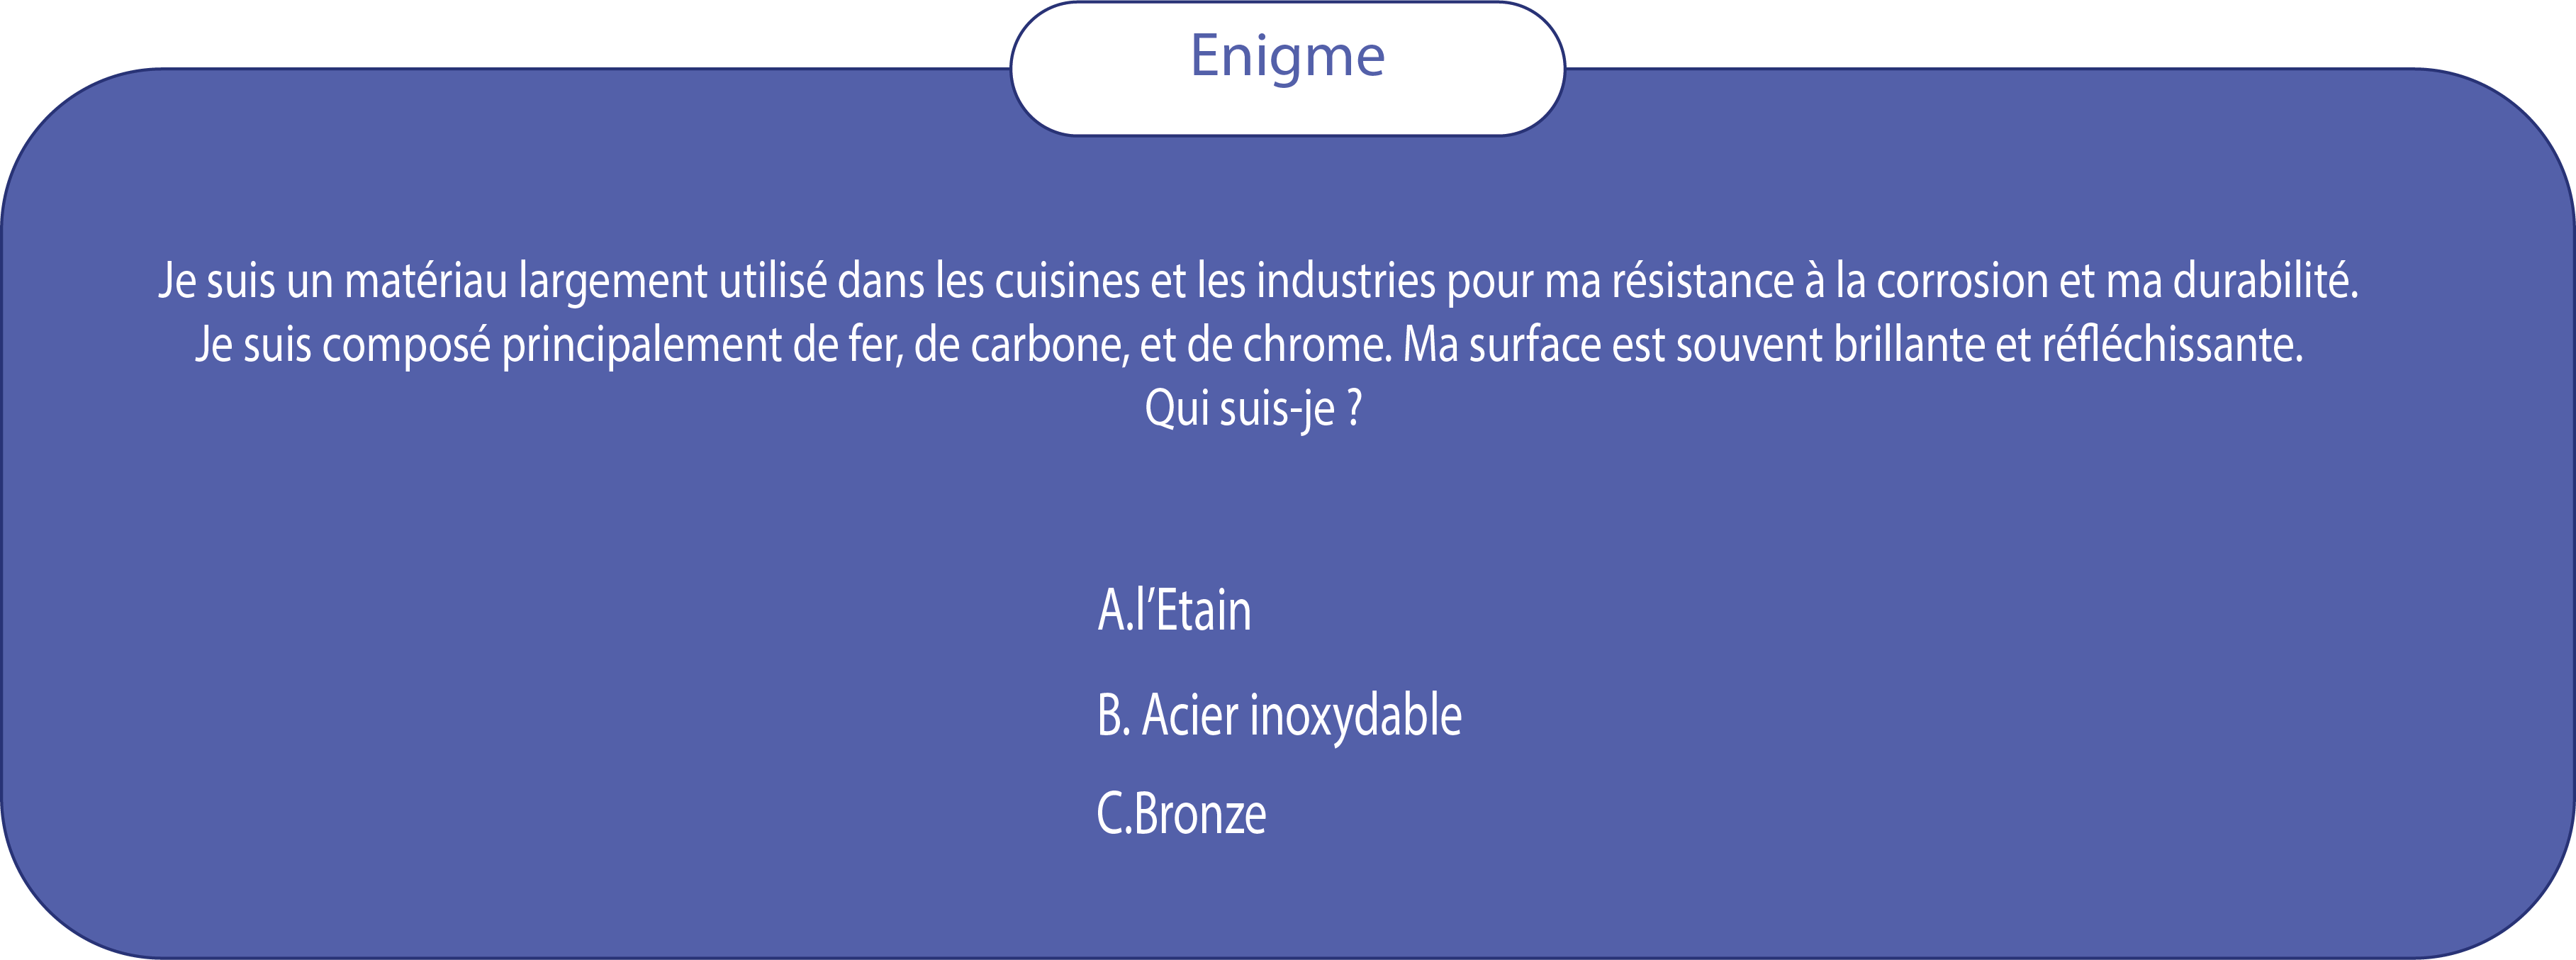 Enigme
Je suis un matériau largement utilisé dans les cuisines et les industries pour ma résistance à la corrosion et ma durabilité.
Je suis composé principalement de fer, de carbone, et de chrome. Ma surface est souvent brillante et réfléchissante.
Qui suis-je ?
A.l’Etain
B. Acier inoxydable
C.Bronze